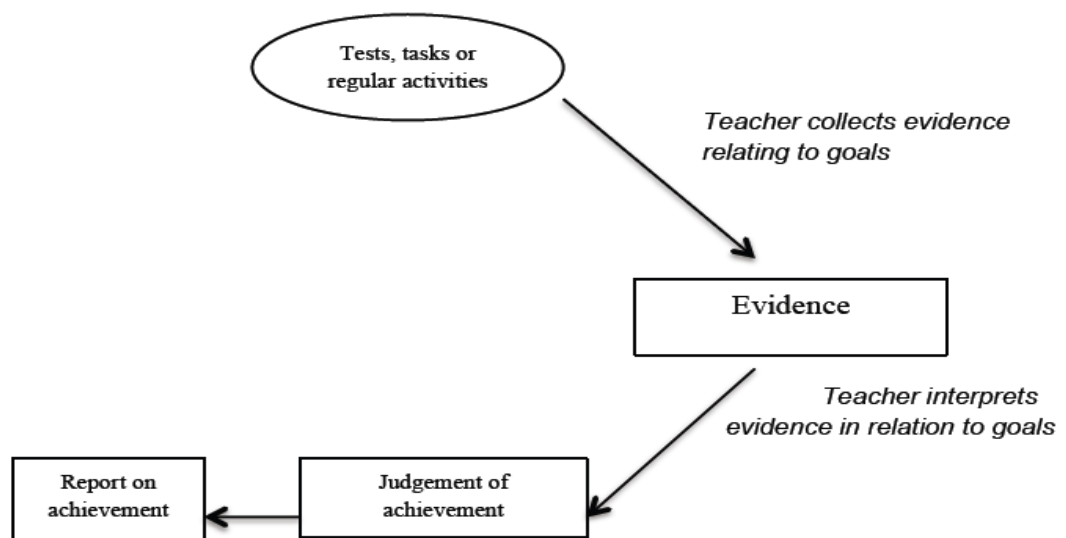 Tests, tasks or
regular activities
Teacher collects evidence
relating to goals
Evidence
Teacher interprets
evidence in relation to goals
Judgement of
achievement
Report on
achievement